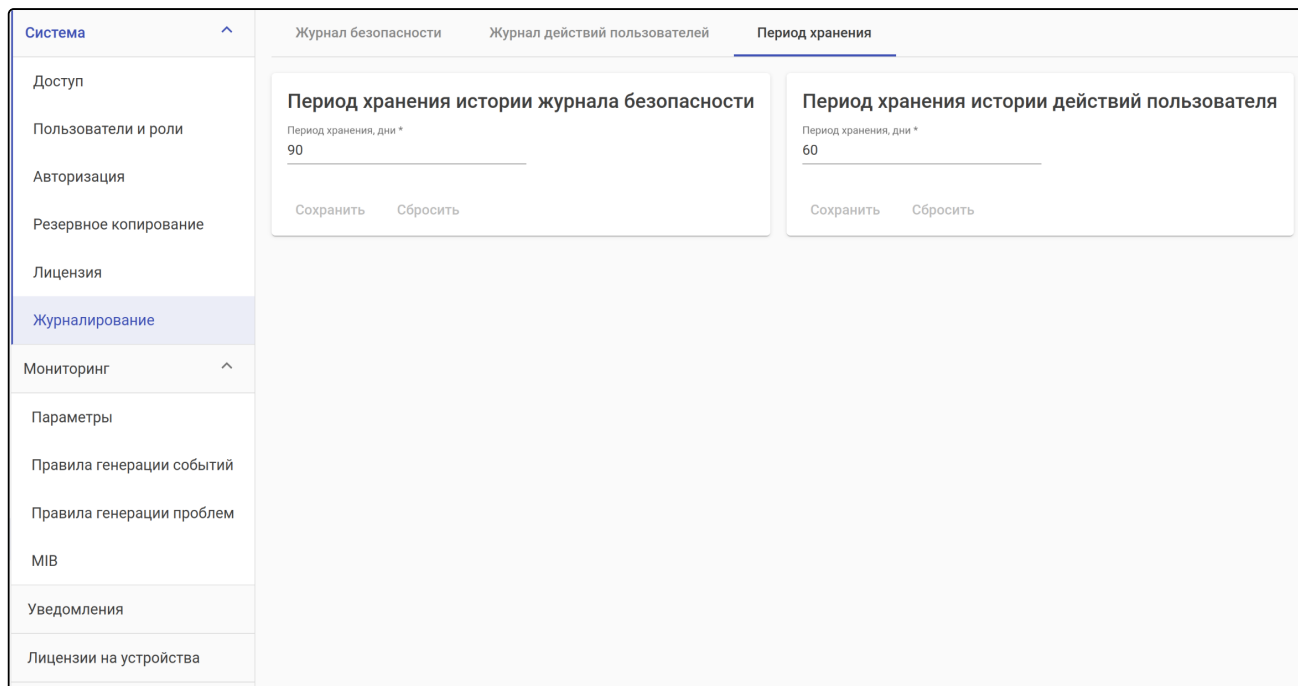 Система
Доступ
Пользователи и роли
Авторизация
Резервное копирование
Лицензия
Журналирование
Мониторинг
Параметры
Правила генерации событий
Правила генерации проблем
MIB
Уведомления
Лицензии на устройства
Журнал безопасности Журнал действий пользователей Период хранения
Период хранения истории журнала безопасности
Период хранения, дни *
90
Сохранить Сбросить
Период хранения истории действий пользователя
Период хранения, дни *
60
Сохранить Сбросить